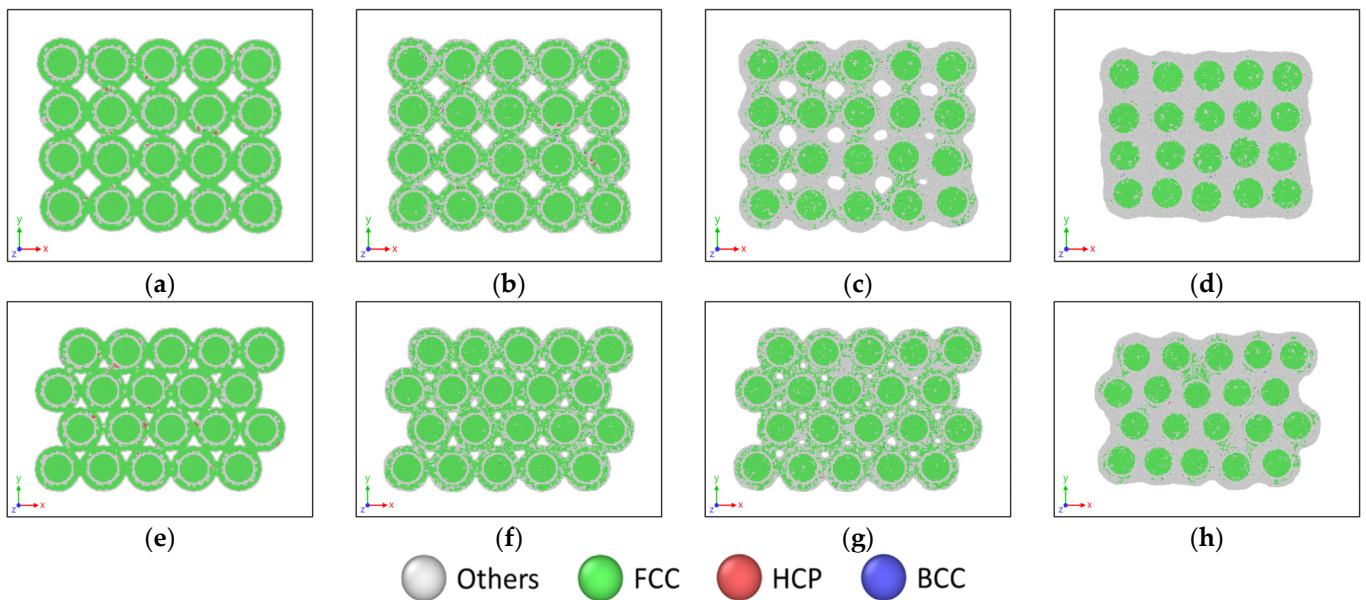 y
z x
y
z x
y
z x
y
z x
(a) (b) (c) (d)
y
z x
y
z x
y
z x
y
z x
(e) (f) (g) (h)
Others FCC HCP BCC